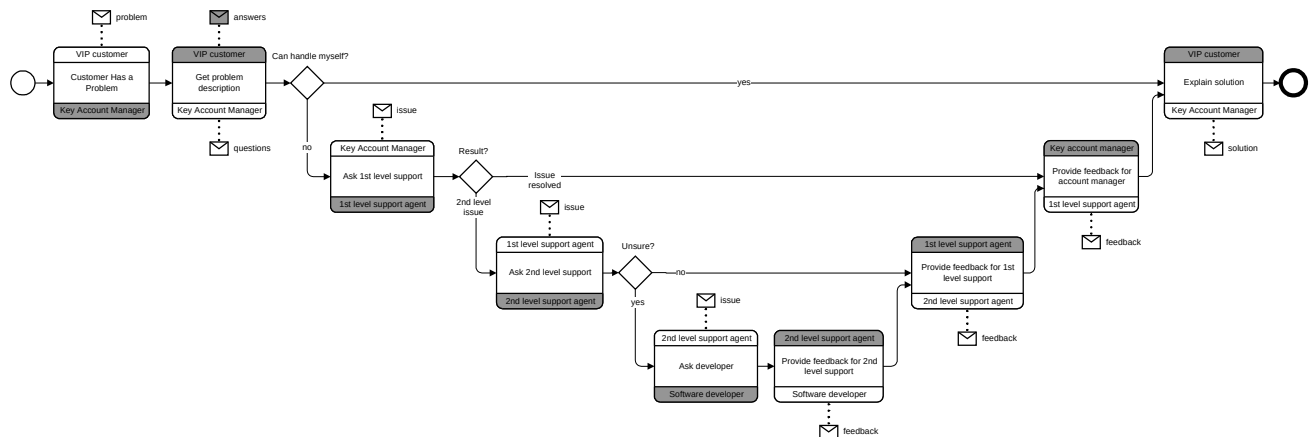 problem
answers
VIP customer
Customer Has a
Problem
Key Account Manager
VIP customer
Get problem
description
Key Account Manager
questions
Can handle myself?
yes
no
VIP customer
Explain solution
Key Account Manager
solution
issue
Key Account Manager
Ask 1st level support
1st level support agent
Result?
Issue
resolved
2nd level
issue
Key account manager
Provide feedback for
account manager
1st level support agent
feedback
issue
1st level support agent
Ask 2nd level support
2nd level support agent
Unsure?
no
yes
1st level support agent
Provide feedback for 1st
level support
2nd level support agent
feedback
issue
2nd level support agent
Ask developer
Software developer
2nd level support agent
Provide feedback for 2nd
level support
Software developer
feedback